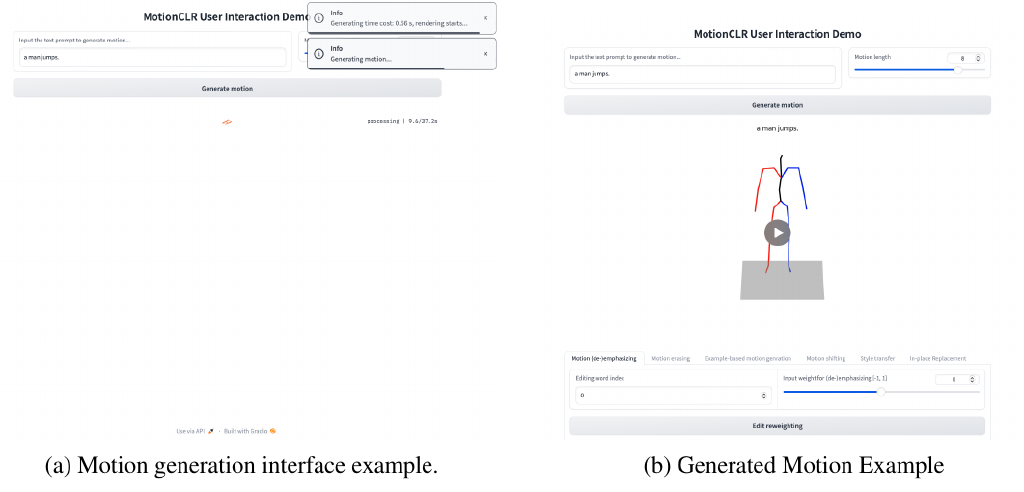 MotionCLR User Interaction Demo
Info
Generating time cost: 0.56 s, rendering starts...
x
Info
Generating motion...
x
Input the text prompt to generate motion...
a man jumps.
Generate motion
processing | 9.6/37.2s
Use via API · Built with Gradio
(a) Motion generation interface example.
MotionCLR User Interaction Demo
Input the text prompt to generate motion...
a man jumps.
Motion length
8
Generate motion
a man jumps.
Motion (de-)emphasizing
Motion erasing
Example-based motion genration
Motion shifting
Style transfer
In-place Replacement
Editing word index
0
Input weight for (de-)emphasizing [-1, 1]
Edit reweighting
(b) Generated Motion Example